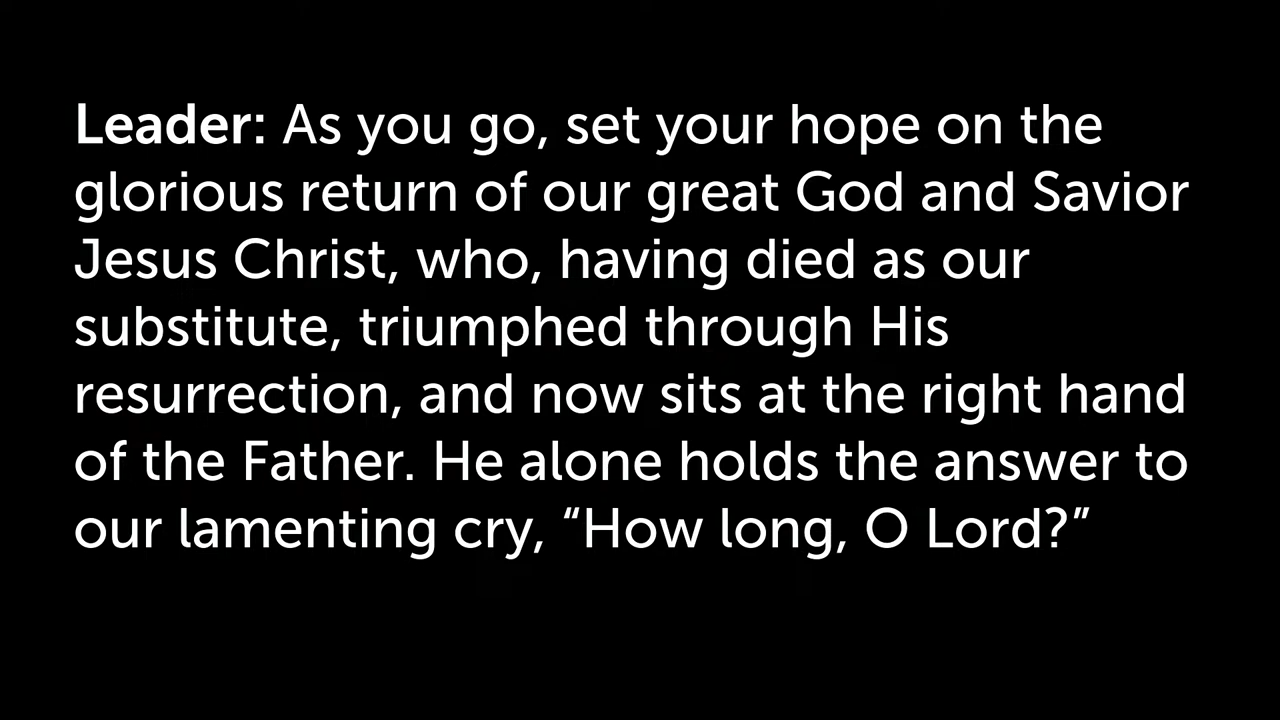 Leader: As you go, set your hope on the
glorious return of our great God and Savior
Jesus Christ, who, having died as our
substitute, triumphed through His
resurrection, and now sits at the right hand
of the Father. He alone holds the answer to
our lamenting cry, “How long, O Lord?”